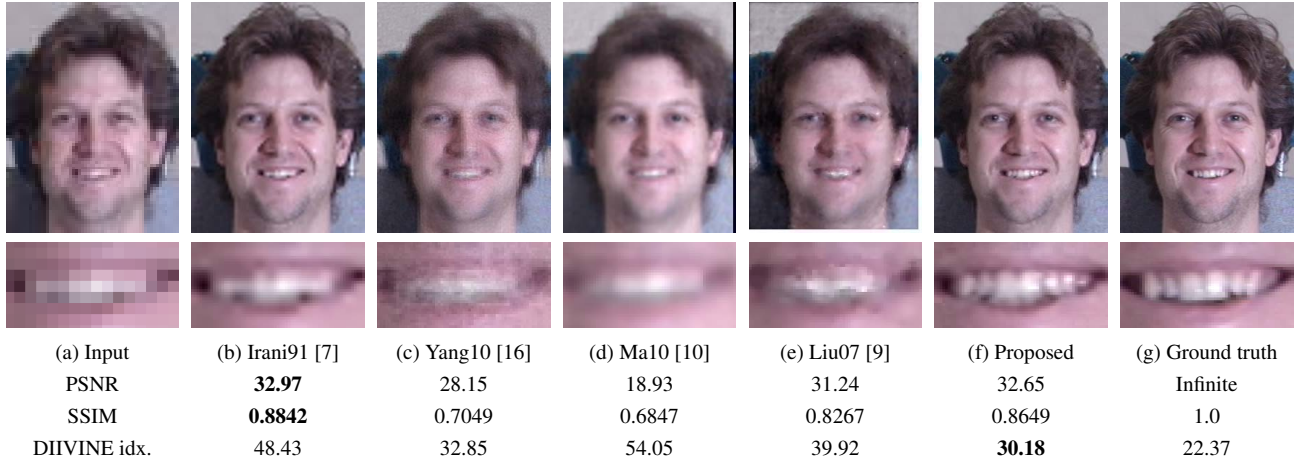 (a) Input (b) Irani91 [7] (c) Yang10 [16] (d) Ma10 [10] (e) Liu07 [9] (f) Proposed (g) Ground truth
PSNR 32.97 28.15 18.93 31.24 32.65 Infinite
SSIM 0.8842 0.7049 0.6847 0.8267 0.8649 1.0
DIIVINE idx. 48.43 32.85 54.05 39.92 30.18 22.37